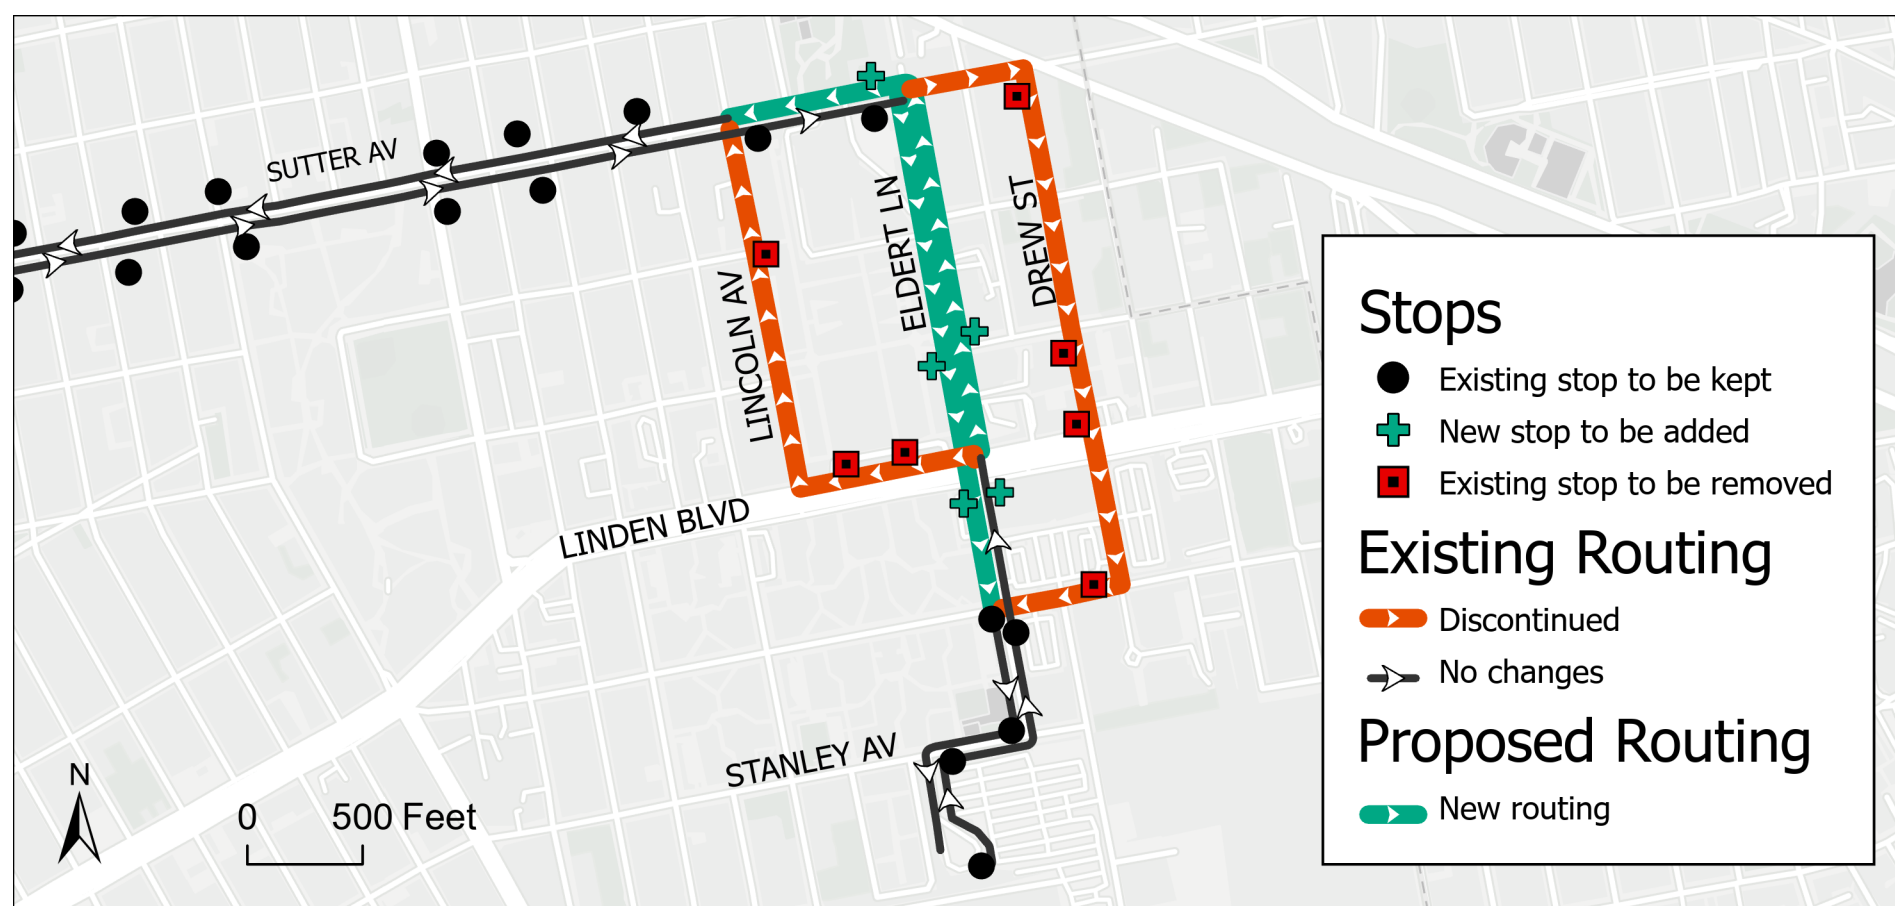 SUTTER AV
ELDERT LN
DREW ST
LINCOLN AV
LINDEN BLVD
STANLEY AV
N
0 500 Feet
Stops
Existing stop to be kept
New stop to be added
Existing stop to be removed
Existing Routing
Discontinued
No changes
Proposed Routing
New routing